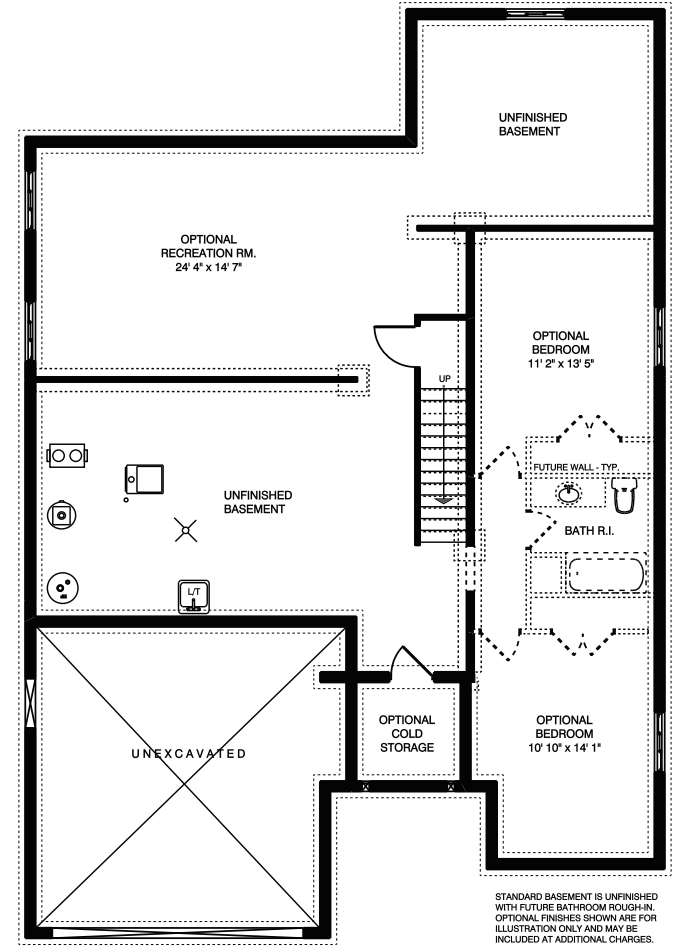 UNFINISHED
BASEMENT
OPTIONAL
RECREATION RM.
24' 4" x 14' 7"
OPTIONAL
BEDROOM
11' 2" x 13' 5"
UP
FUTURE WALL - TYP.
UNFINISHED
BASEMENT
BATH R.I.
L/T
OPTIONAL
COLD
STORAGE
OPTIONAL
BEDROOM
10' 10" x 14' 1"
UNEXCAVATED
STANDARD BASEMENT IS UNFINISHED
WITH FUTURE BATHROOM ROUGH-IN.
OPTIONAL FINISHES SHOWN ARE FOR
ILLUSTRATION ONLY AND MAY BE
INCLUDED AT ADDITIONAL CHARGES.